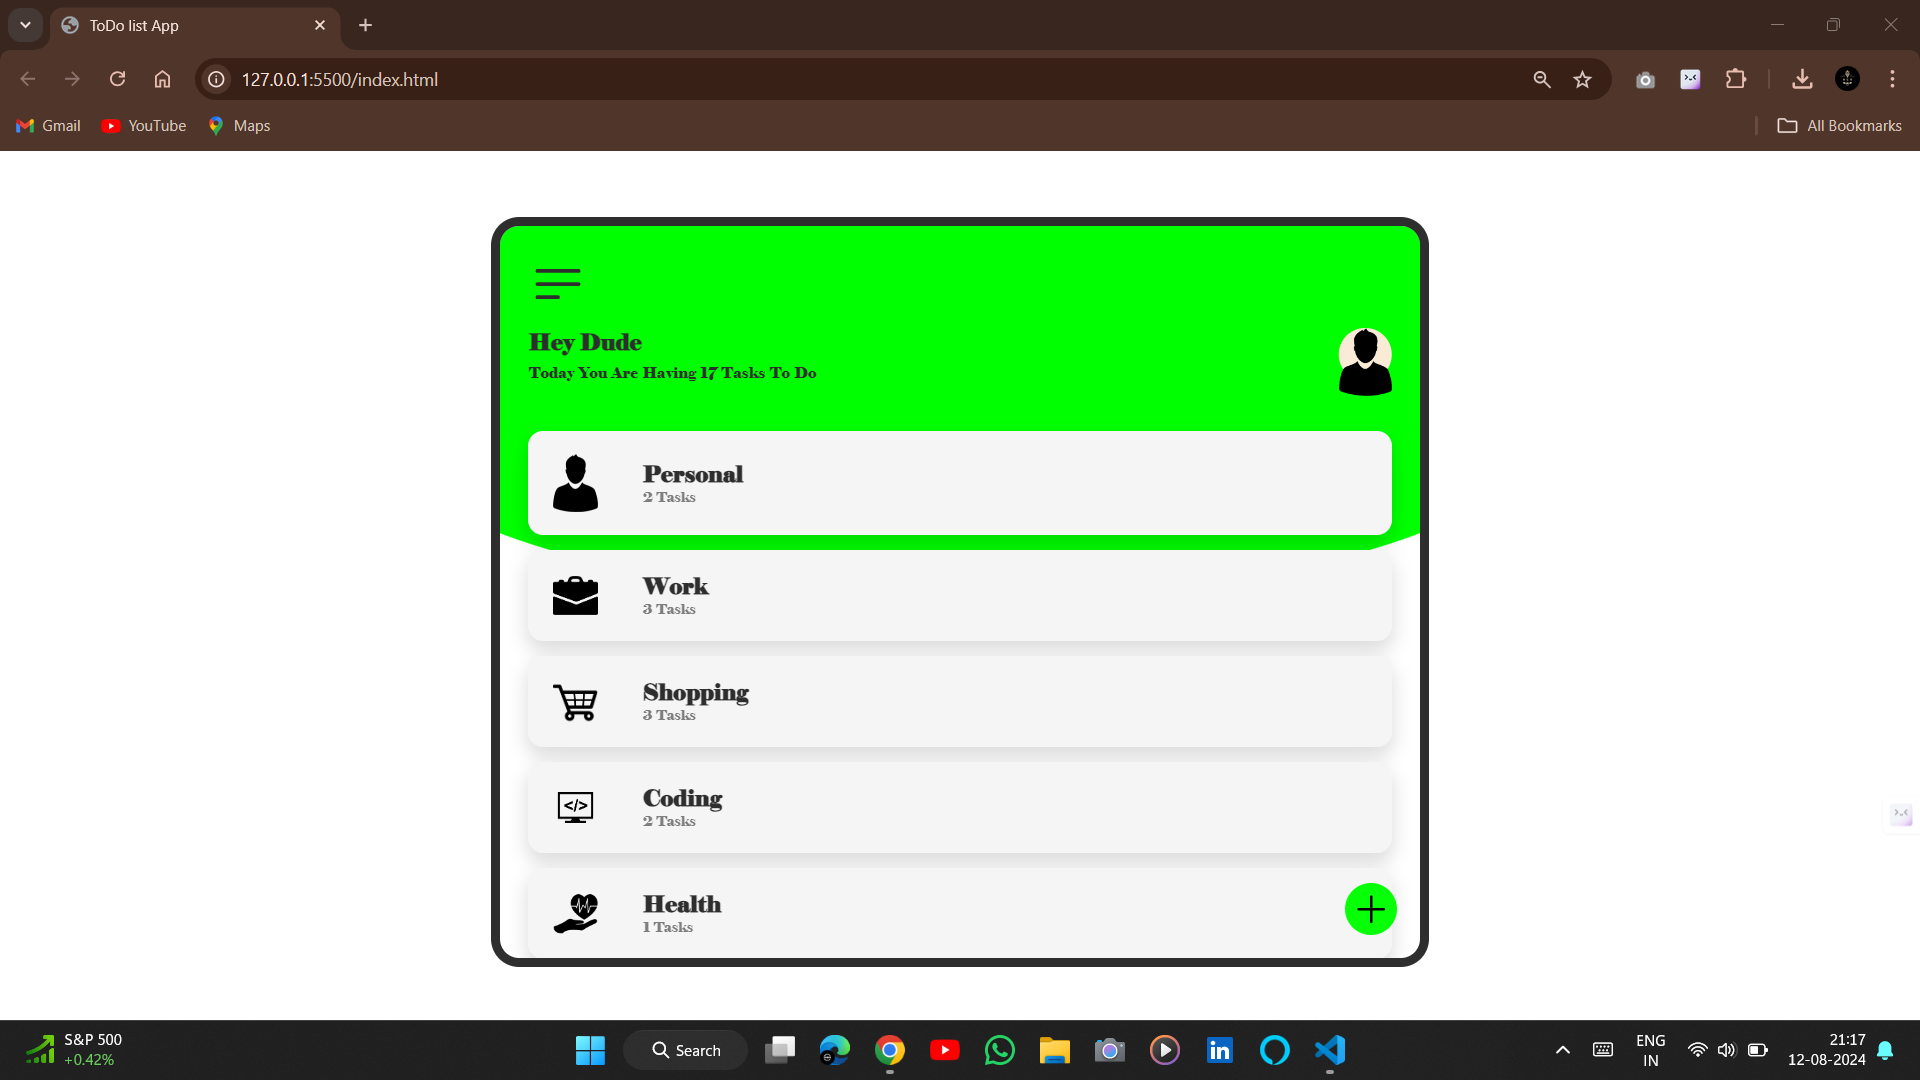 ToDo list App
127.0.0.1:5500/index.html
Gmail YouTube Maps All Bookmarks
Hey Dude
Today You Are Having 17 Tasks To Do
Personal
2 Tasks
Work
3 Tasks
Shopping
3 Tasks
</>
Coding
2 Tasks
Health
1 Tasks
S&P 500
+0.42%
Search
in
ENG
IN
21:17
12-08-2024